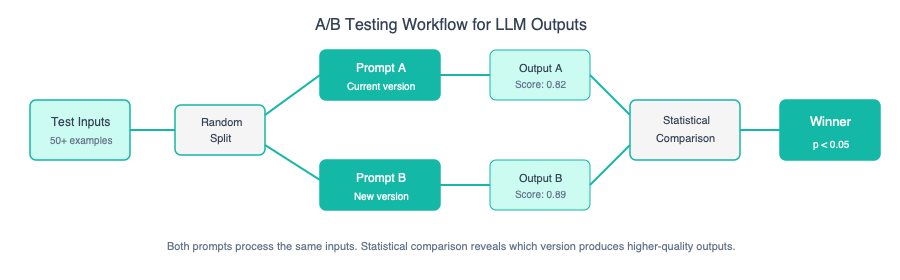 A/B Testing Workflow for LLM Outputs
Test Inputs
50+ examples
Random
Split
Prompt A
Current version
Prompt B
New version
Output A
Score: 0.82
Output B
Score: 0.89
Statistical
Comparison
Winner
p < 0.05
Both prompts process the same inputs. Statistical comparison reveals which version produces higher-quality outputs.